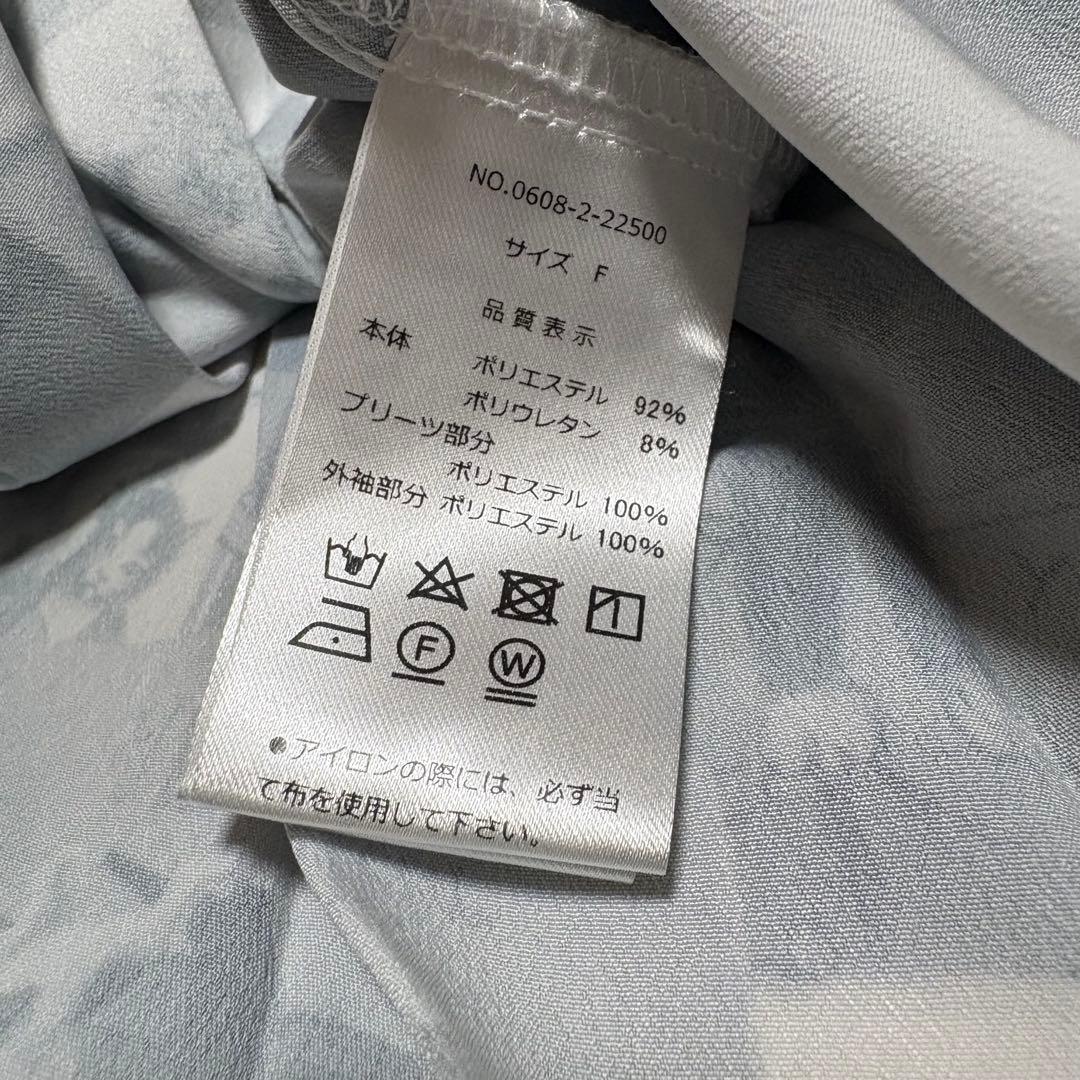 NO.0608-2-22500
サイズ F
品質表示
本体 ポリエステル 92%
ポリウレタン 8%
プリーツ部分
ポリエステル 100%
外袖部分 ポリエステル 100%
F W
●アイロンの際には、必ず当
て布を使用して下さい。